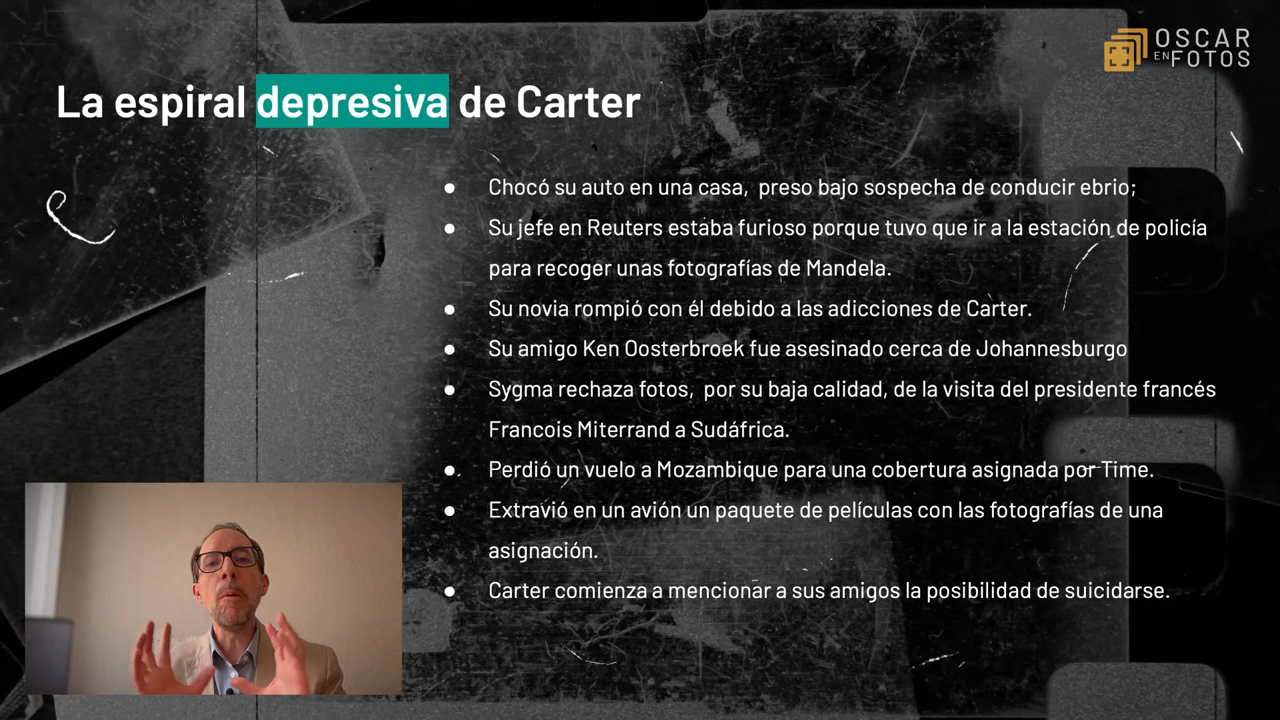 OSCAR
EN FOTOS
La espiral depresiva de Carter
● Chocó su auto en una casa,  preso bajo sospecha de conducir ebrio;
● Su jefe en Reuters estaba furioso porque tuvo que ir a la estación de policía
para recoger unas fotografías de Mandela.
● Su novia rompió con él debido a las adicciones de Carter.
● Su amigo Ken Oosterbroek fue asesinado cerca de Johannesburgo
● Sygma rechaza fotos,  por su baja calidad, de la visita del presidente francés
Francois Miterrand a Sudáfrica.
● Perdió un vuelo a Mozambique para una cobertura asignada por Time.
● Extravió en un avión un paquete de películas con las fotografías de una
asignación.
● Carter comienza a mencionar a sus amigos la posibilidad de suicidarse.